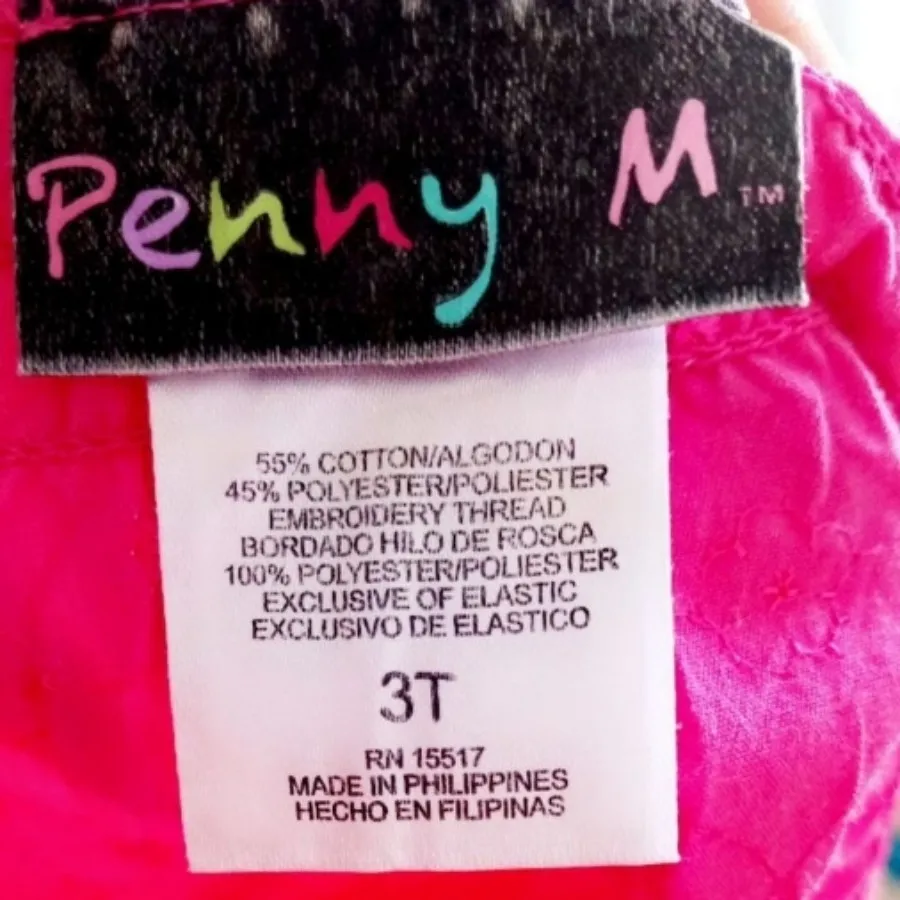 Penny M™
55% COTTON/ALGODON
45% POLYESTER/POLIESTER
EMBROIDERY THREAD
BORDADO HILO DE ROSCA
100% POLYESTER/POLIESTER
EXCLUSIVE OF ELASTIC
EXCLUSIVO DE ELASTICO
3T
RN 15517
MADE IN PHILIPPINES
HECHO EN FILIPINAS